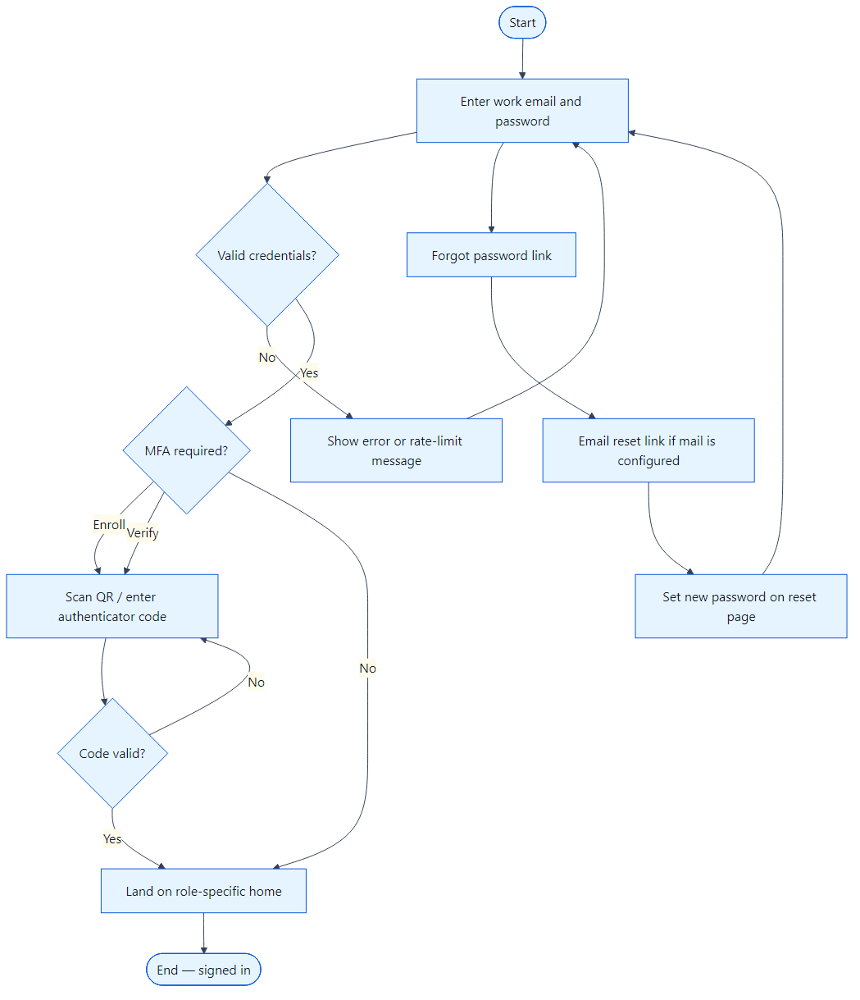 Start
Enter work email and
password
Valid credentials?
Forgot password link
No
Yes
Show error or rate-limit
message
Email reset link if mail is
configured
MFA required?
Enroll
Verify
Scan QR / enter
authenticator code
Set new password on reset
page
No
No
Code valid?
Yes
Land on role-specific home
End — signed in